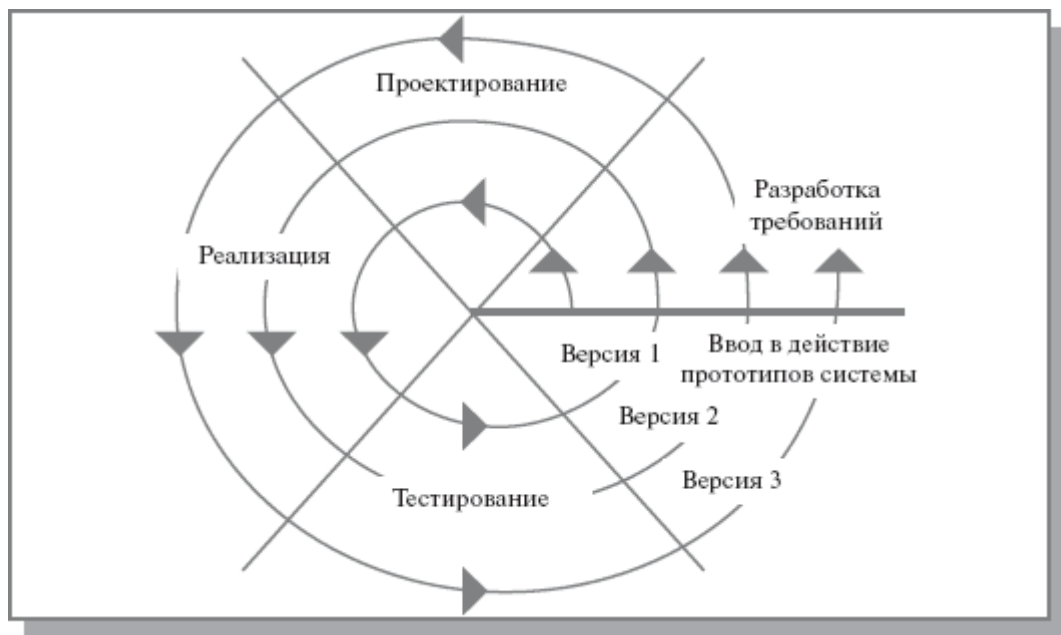 Проектирование
Разработка
требований
Реализация
Версия 1
Ввод в действие
прототипов системы
Версия 2
Версия 3
Тестирование